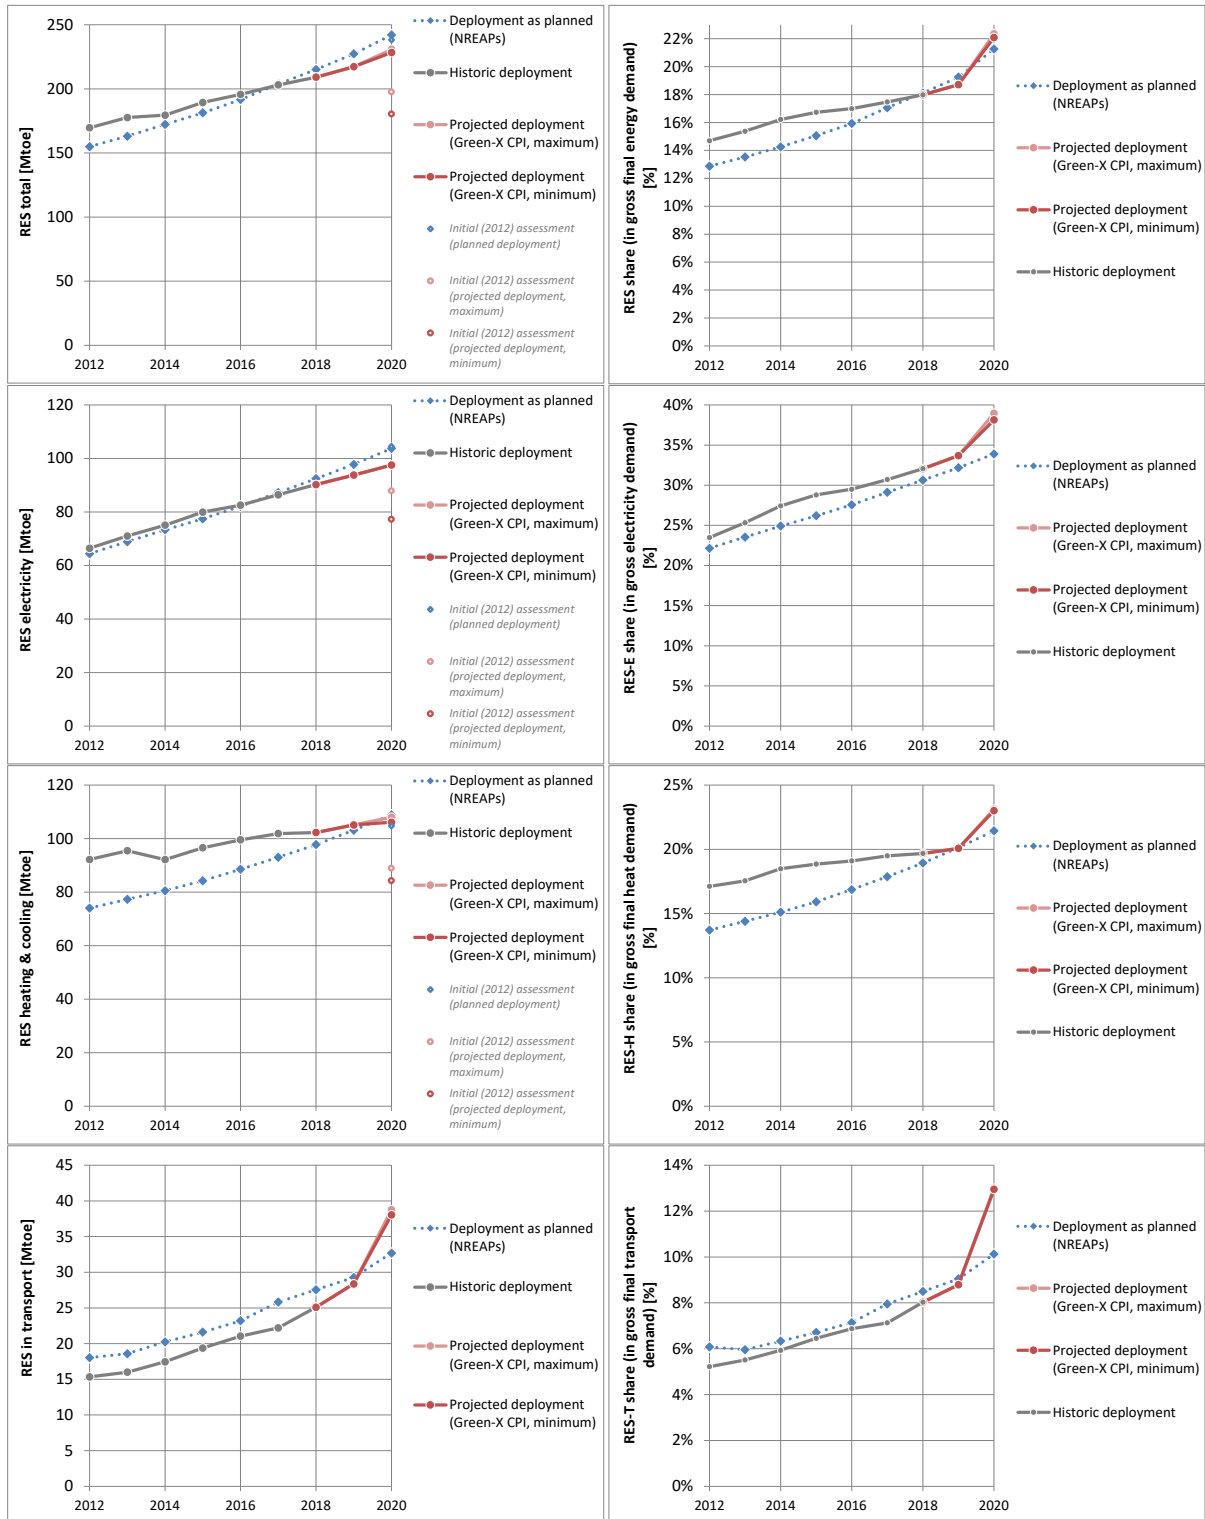 RES total [Mtoe]
250
200
150
100
50
0
2012
2014
2016
2018
2020
Deployment as planned
(NREAPs)
Historic deployment
Projected deployment
(Green-X CPI, maximum)
Projected deployment
(Green-X CPI, minimum)
Initial (2012) assessment
(planned deployment)
Initial (2012) assessment
(projected deployment,
maximum)
Initial (2012) assessment
(projected deployment,
minimum)
RES share (in gross final energy demand)
[%]
22%
20%
18%
16%
14%
12%
10%
8%
6%
4%
2%
0%
2012
2014
2016
2018
2020
Deployment as planned
(NREAPs)
Projected deployment
(Green-X CPI, maximum)
Projected deployment
(Green-X CPI, minimum)
Historic deployment
RES electricity [Mtoe]
120
100
80
60
40
20
0
2012
2014
2016
2018
2020
Deployment as planned
(NREAPs)
Historic deployment
Projected deployment
(Green-X CPI, maximum)
Projected deployment
(Green-X CPI, minimum)
Initial (2012) assessment
(planned deployment)
Initial (2012) assessment
(projected deployment,
maximum)
Initial (2012) assessment
(projected deployment,
minimum)
RES-E share (in gross electricity demand)
[%]
40%
35%
30%
25%
20%
15%
10%
5%
0%
2012
2014
2016
2018
2020
Deployment as planned
(NREAPs)
Projected deployment
(Green-X CPI, maximum)
Projected deployment
(Green-X CPI, minimum)
Historic deployment
RES heating & cooling [Mtoe]
120
100
80
60
40
20
0
2012
2014
2016
2018
2020
Deployment as planned
(NREAPs)
Historic deployment
Projected deployment
(Green-X CPI, maximum)
Projected deployment
(Green-X CPI, minimum)
Initial (2012) assessment
(planned deployment)
Initial (2012) assessment
(projected deployment,
maximum)
Initial (2012) assessment
(projected deployment,
minimum)
RES-H share (in gross final heat demand)
[%]
25%
20%
15%
10%
5%
0%
2012
2014
2016
2018
2020
Deployment as planned
(NREAPs)
Projected deployment
(Green-X CPI, maximum)
Projected deployment
(Green-X CPI, minimum)
Historic deployment
RES in transport [Mtoe]
45
40
35
30
25
20
15
10
5
0
2012
2014
2016
2018
2020
Deployment as planned
(NREAPs)
Historic deployment
Projected deployment
(Green-X CPI, maximum)
Projected deployment
(Green-X CPI, minimum)
RES-T share (in gross final transport
demand) [%]
14%
12%
10%
8%
6%
4%
2%
0%
2012
2014
2016
2018
2020
Deployment as planned
(NREAPs)
Projected deployment
(Green-X CPI, maximum)
Projected deployment
(Green-X CPI, minimum)
Historic deployment